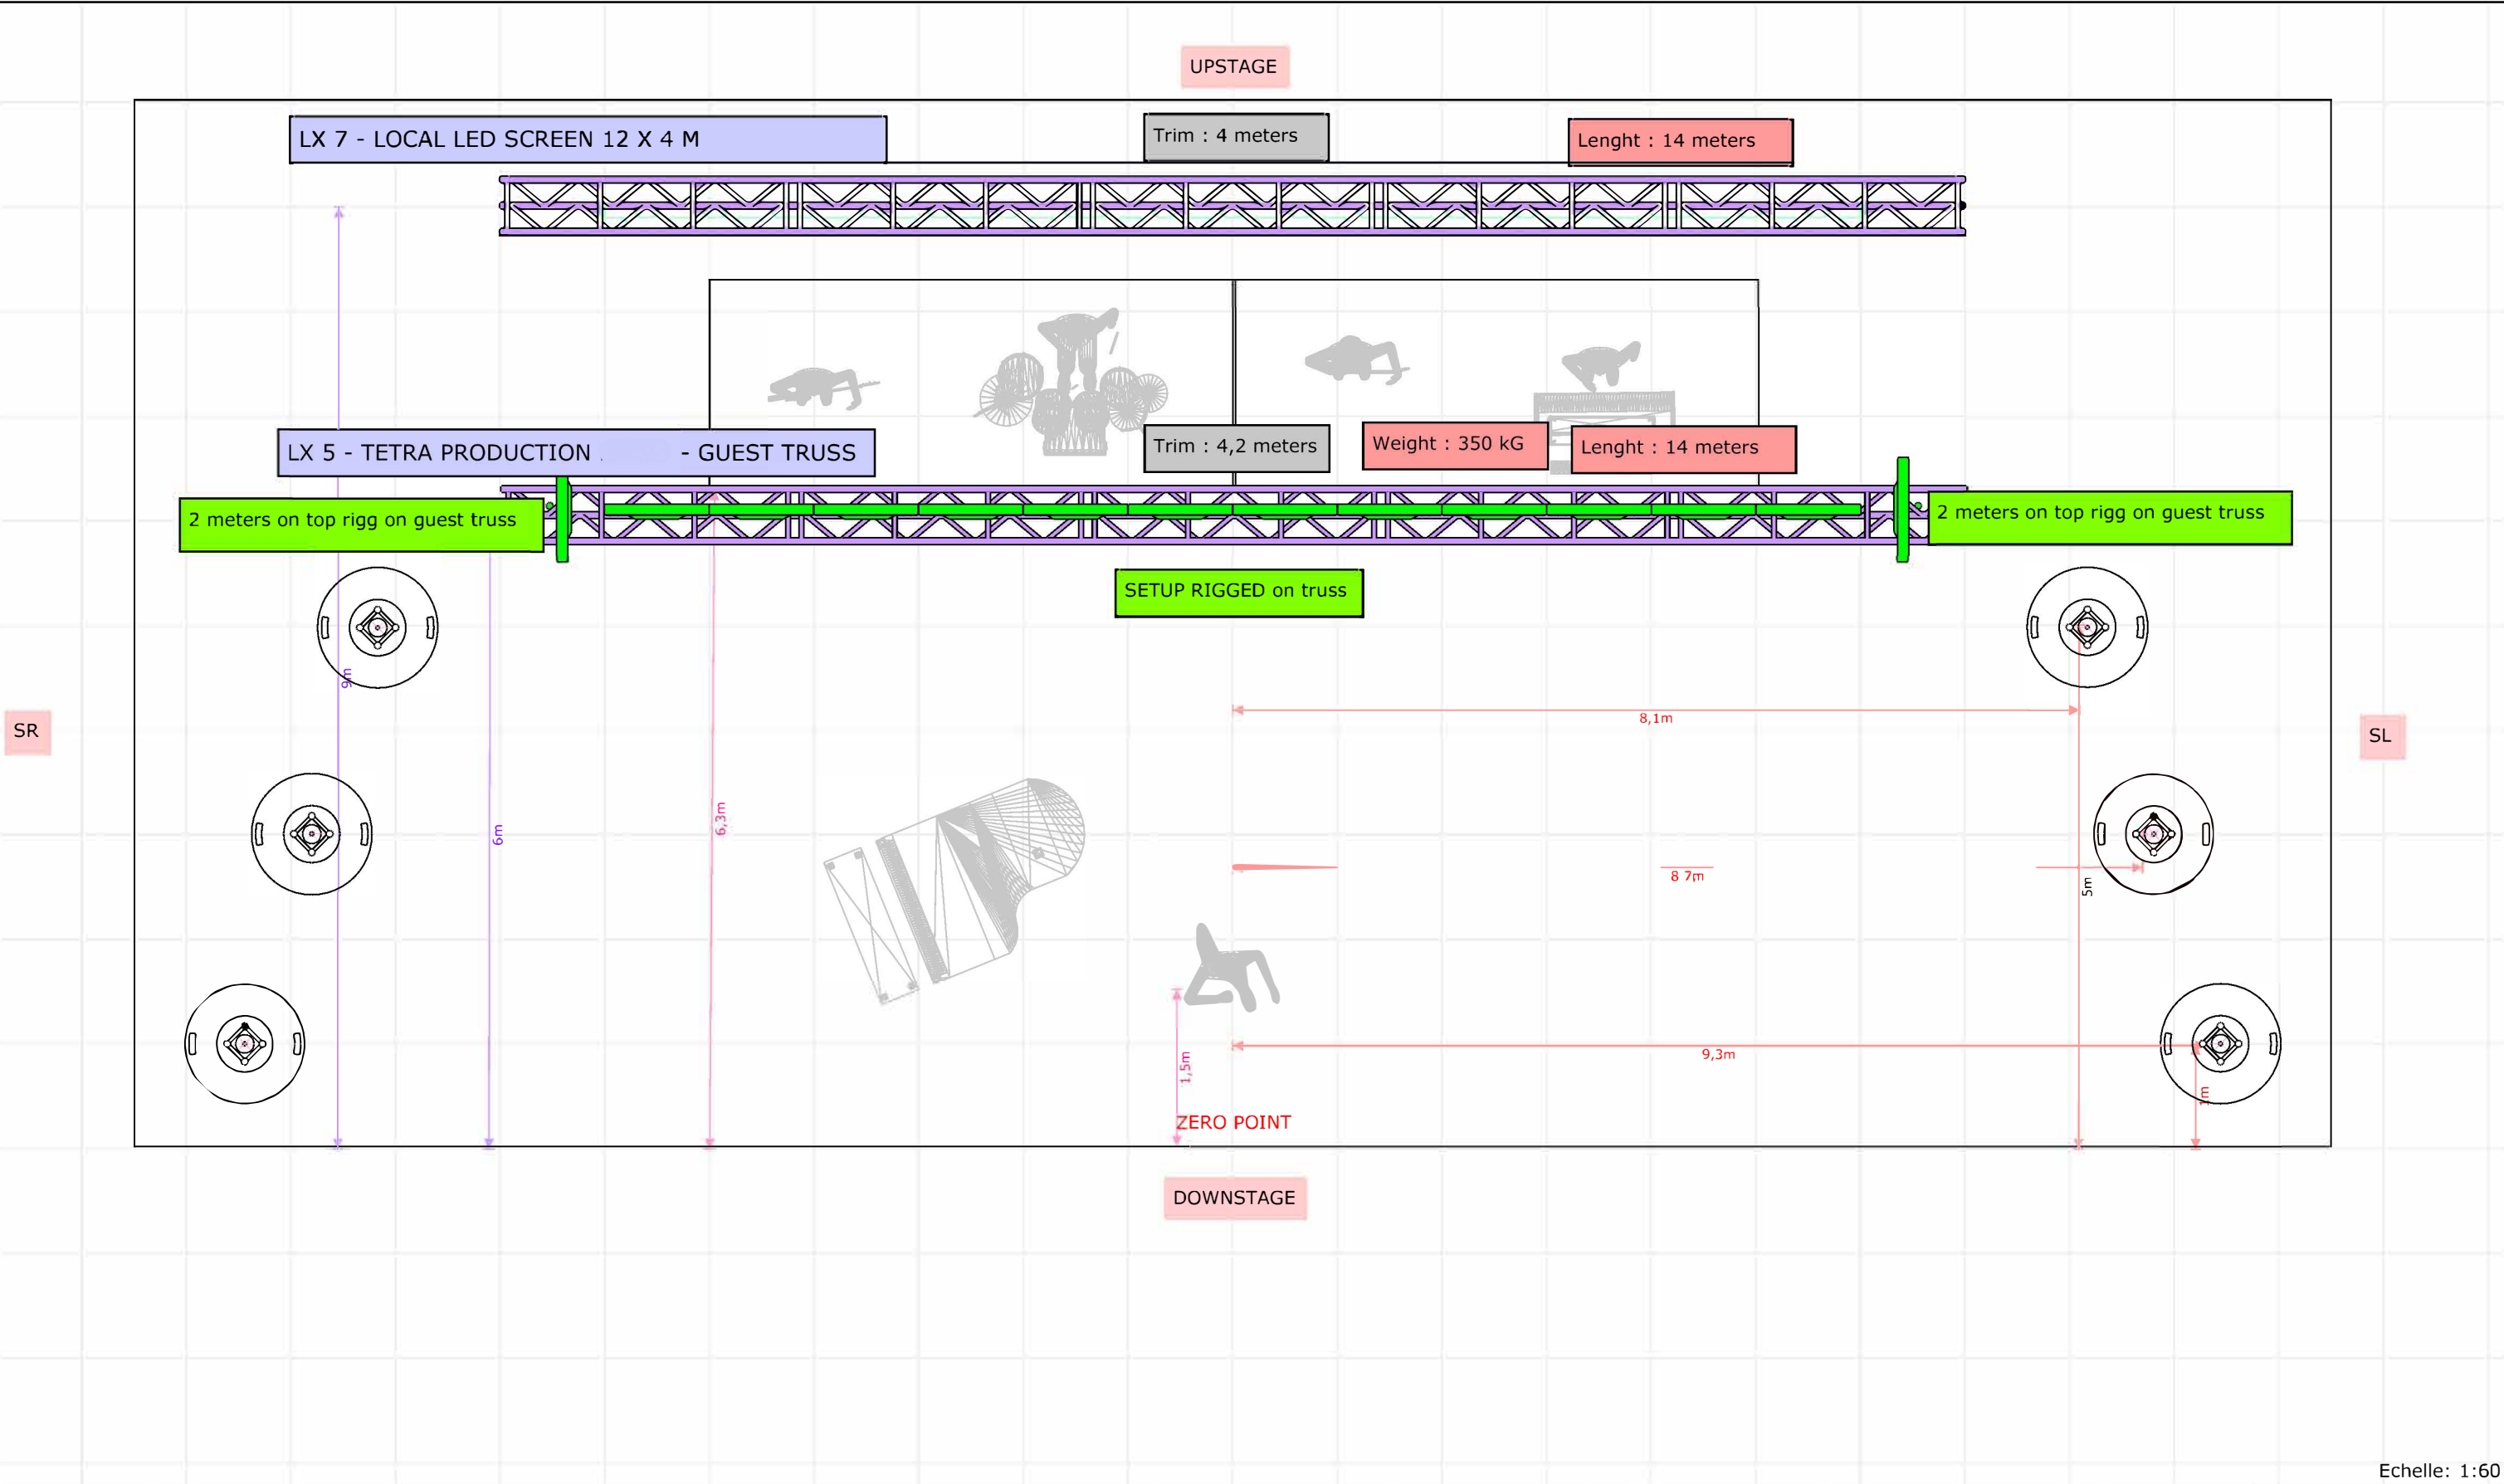 UPSTAGE
LX 7 - LOCAL LED SCREEN 12 X 4 M
Trim : 4 meters
Lenght : 14 meters
LX 5 - TETRA PRODUCTION - GUEST TRUSS
Trim : 4,2 meters
Weight : 350 kG
Lenght : 14 meters
2 meters on top rigg on guest truss
2 meters on top rigg on guest truss
SETUP RIGGED on truss
9m
8,1m
SR
SL
6,3m
6m
8 7m
5m
9,3m
1,5m
1m
ZERO POINT
DOWNSTAGE
Echelle: 1:60